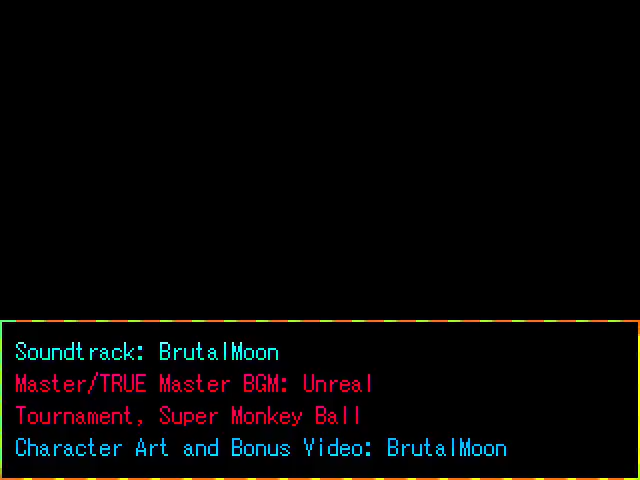 Soundtrack: BrutalMoon
Master/TRUE Master BGM: Unreal
Tournament, Super Monkey Ball
Character Art and Bonus Video: BrutalMoon